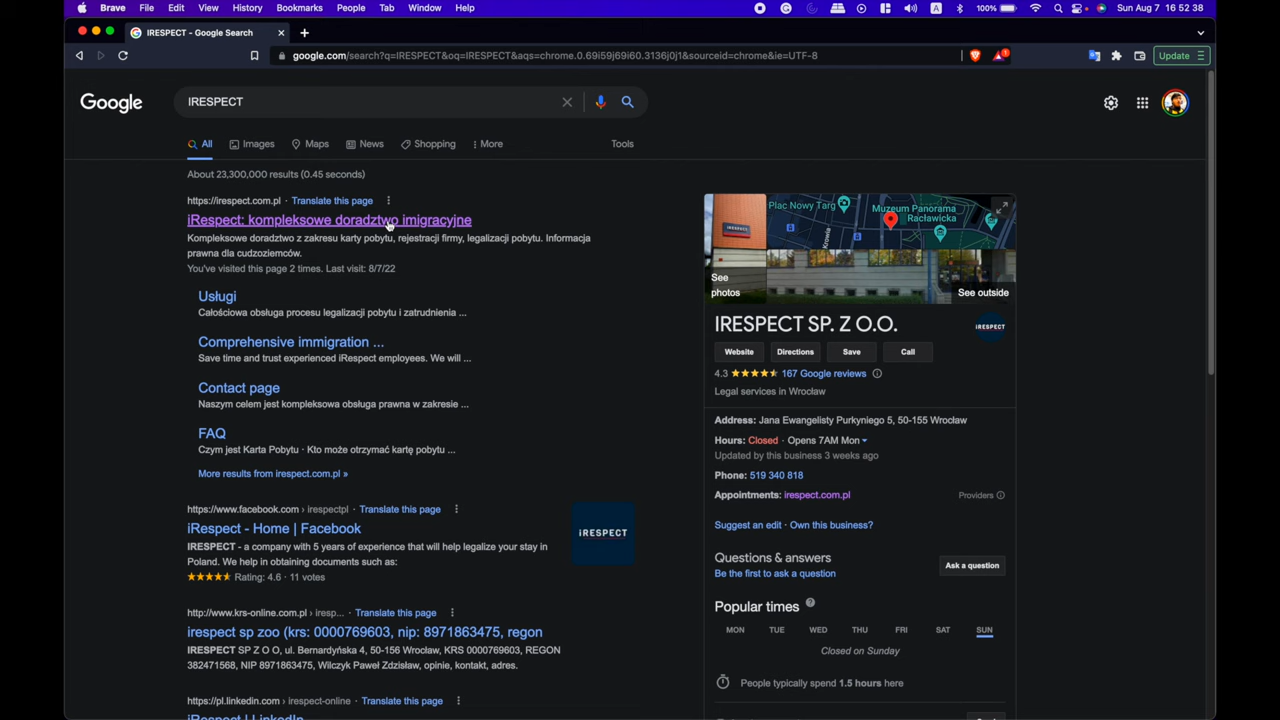 Brave File Edit View History Bookmarks People Tab Window Help
A 100% Sun Aug 7 16 52 38
IRESPECT - Google Search
google.com/search?q=IRESPECT&oq=IRESPECT&aqs=chrome.0.69i59j69i60.3136j0j1&sourceid=chrome&ie=UTF-8
1
Update
Google
IRESPECT
All Images Maps News Shopping More Tools
About 23,300,000 results (0.45 seconds)
https://irespect.com.pl · Translate this page
iRespect: kompleksowe doradztwo imigracyjne
Kompleksowe doradztwo z zakresu karty pobytu, rejestracji firmy, legalizacji pobytu. Informacja
prawna dla cudzoziemców.
You've visited this page 2 times. Last visit: 8/7/22
Usługi
Całościowa obsługa procesu legalizacji pobytu i zatrudnienia ...
Comprehensive immigration ...
Save time and trust experienced iRespect employees. We will ...
Contact page
Naszym celem jest kompleksowa obsługa prawna w zakresie ...
FAQ
Czym jest Karta Pobytu · Kto może otrzymać kartę pobytu ...
More results from irespect.com.pl »
https://www.facebook.com › irespectpl · Translate this page
iRespect - Home | Facebook
IRESPECT - a company with 5 years of experience that will help legalize your stay in
Poland. We help in obtaining documents such as:
Rating: 4.6 · 11 votes
iRESPECT
http://www.krs-online.com.pl › iresp... · Translate this page
irespect sp zoo (krs: 0000769603, nip: 8971863475, regon
IRESPECT SP Z O O, ul. Bernardyńska 4, 50-156 Wrocław, KRS 0000769603, REGON
382471568, NIP 8971863475, Wilczyk Paweł Zdzisław, opinie, kontakt, adres.
https://pl.linkedin.com › irespect-online · Translate this page
iRespect | LinkedIn
Plac Nowy Targ
Muzeum Panorama
Racławicka
Krowia
See
photos
See outside
IRESPECT SP. Z O.O.
iRESPECT
Website Directions Save Call
4.3 167 Google reviews
Legal services in Wrocław
Address: Jana Ewangelisty Purkyniego 5, 50-155 Wrocław
Hours: Closed · Opens 7AM Mon
Updated by this business 3 weeks ago
Phone: 519 340 818
Appointments: irespect.com.pl Providers
Suggest an edit · Own this business?
Questions & answers
Be the first to ask a question
Ask a question
Popular times
MON TUE WED THU FRI SAT SUN
Closed on Sunday
People typically spend 1.5 hours here